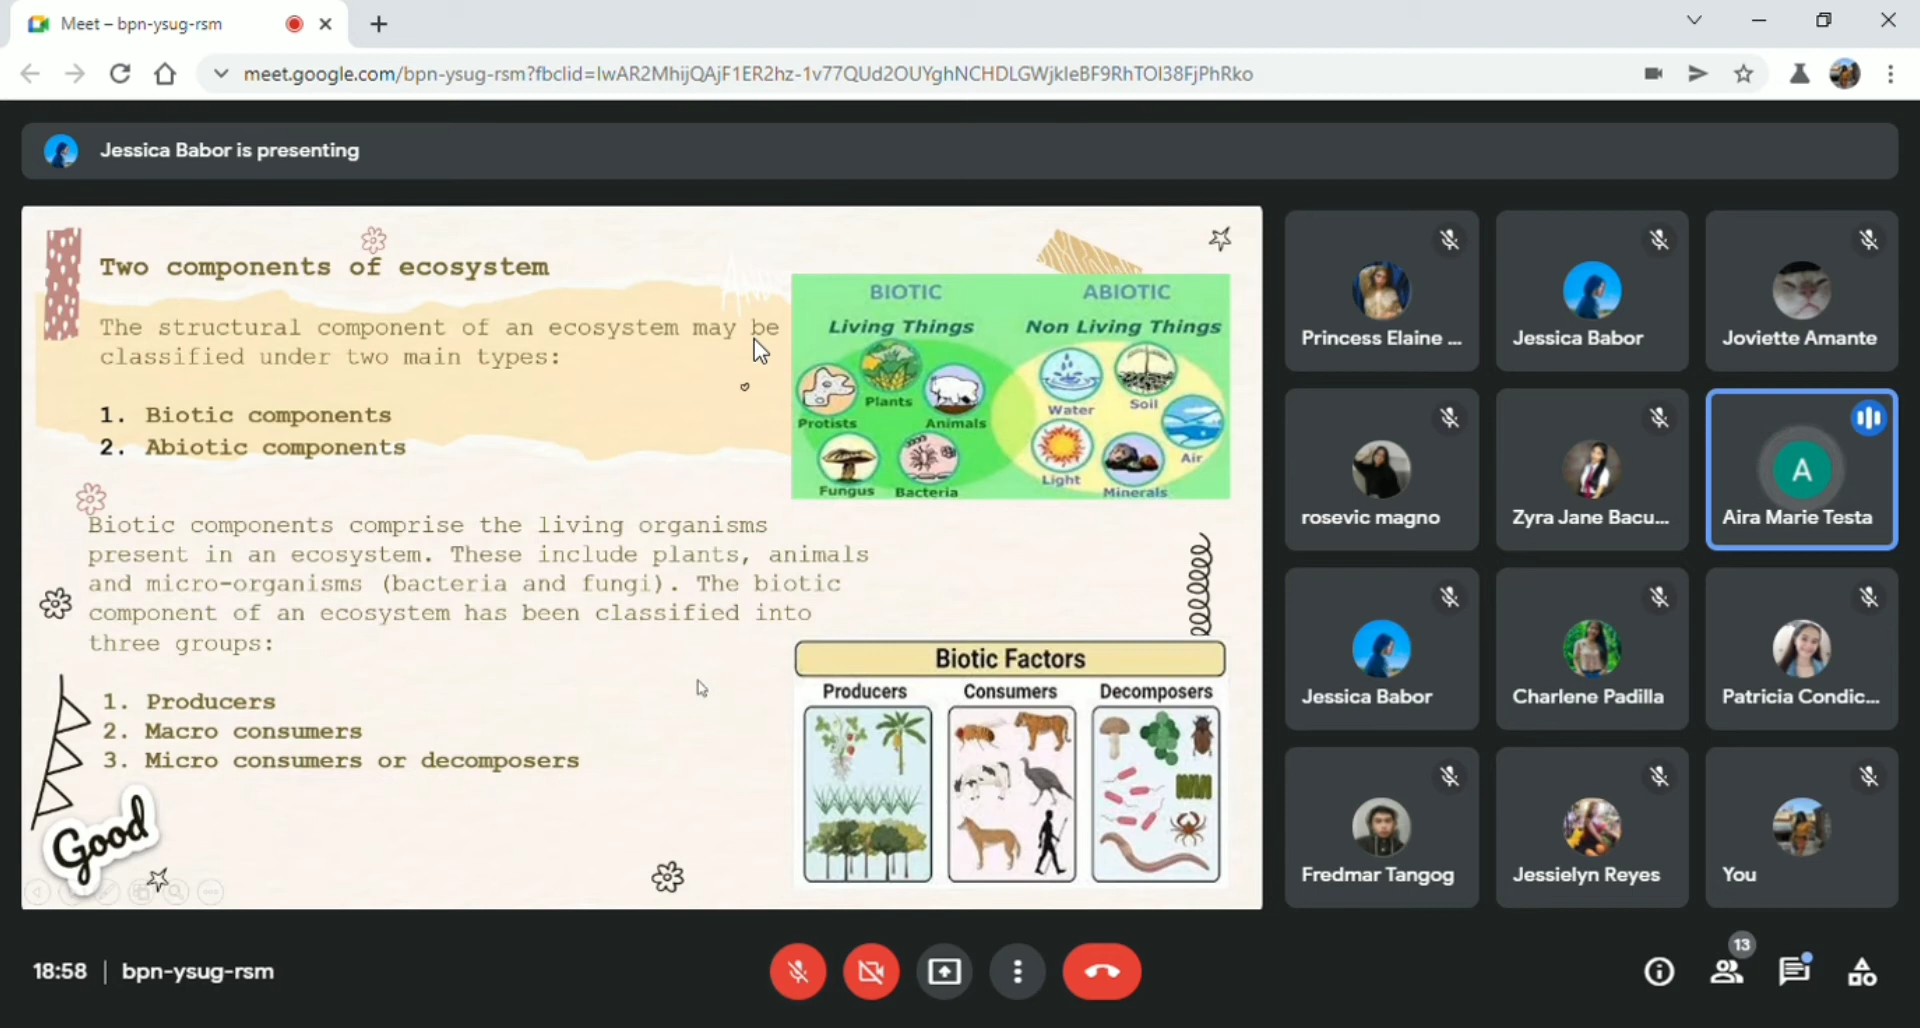 Meet – bpn-ysug-rsm
meet.google.com/bpn-ysug-rsm?fbclid=IwAR2MhijQAjF1ER2hz-1v77QUd2OUYghNCHDLGWjkIeBF9RhTOI38FjPhRko
Jessica Babor is presenting
Two components of ecosystem
The structural component of an ecosystem may be
classified under two main types:
1. Biotic components
2. Abiotic components
Biotic components comprise the living organisms
present in an ecosystem. These include plants, animals
and micro-organisms (bacteria and fungi). The biotic
component of an ecosystem has been classified into
three groups:
1. Producers
2. Macro consumers
3. Micro consumers or decomposers
Good
BIOTIC
Living Things
Protists
Plants
Animals
Fungus
Bacteria
ABIOTIC
Non Living Things
Water
Soil
Air
Light
Minerals
Biotic Factors
Producers
Consumers
Decomposers
Princess Elaine ...
Jessica Babor
Joviette Amante
rosevic magno
Zyra Jane Bacu...
A
Aira Marie Testa
Jessica Babor
Charlene Padilla
Patricia Condic...
Fredmar Tangog
Jessielyn Reyes
You
18:58 | bpn-ysug-rsm
13